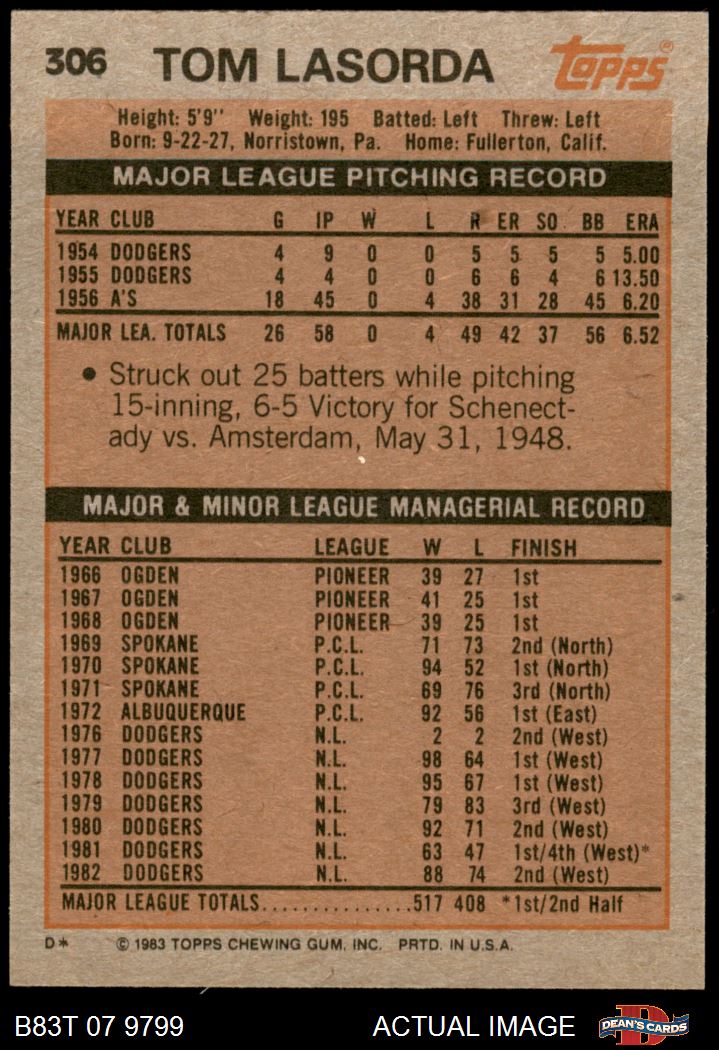 306 TOM LASORDA Topps®
Height: 5'9" Weight: 195 Batted: Left Threw: Left
Born: 9-22-27, Norristown, Pa. Home: Fullerton, Calif.
MAJOR LEAGUE PITCHING RECORD
YEAR CLUB G IP W L R ER SO BB ERA
1954 DODGERS 4 9 0 0 5 5 5 5 5.00
1955 DODGERS 4 4 0 0 6 6 4 6 13.50
1956 A'S 18 45 0 4 38 31 28 45 6.20
MAJOR LEA. TOTALS 26 58 0 4 49 42 37 56 6.52
• Struck out 25 batters while pitching
15-inning, 6-5 Victory for Schenect-
ady vs. Amsterdam, May 31, 1948.
MAJOR & MINOR LEAGUE MANAGERIAL RECORD
YEAR CLUB LEAGUE W L FINISH
1966 OGDEN PIONEER 39 27 1st
1967 OGDEN PIONEER 41 25 1st
1968 OGDEN PIONEER 39 25 1st
1969 SPOKANE P.C.L. 71 73 2nd (North)
1970 SPOKANE P.C.L. 94 52 1st (North)
1971 SPOKANE P.C.L. 69 76 3rd (North)
1972 ALBUQUERQUE P.C.L. 92 56 1st (East)
1976 DODGERS N.L. 2 2 2nd (West)
1977 DODGERS N.L. 98 64 1st (West)
1978 DODGERS N.L. 95 67 1st (West)
1979 DODGERS N.L. 79 83 3rd (West)
1980 DODGERS N.L. 92 71 2nd (West)
1981 DODGERS N.L. 63 47 1st/4th (West)*
1982 DODGERS N.L. 88 74 2nd (West)
MAJOR LEAGUE TOTALS...............517 408 *1st/2nd Half
D* © 1983 TOPPS CHEWING GUM, INC. PRTD. IN U.S.A.
B83T 07 9799 ACTUAL IMAGE D DEAN'S CARDS